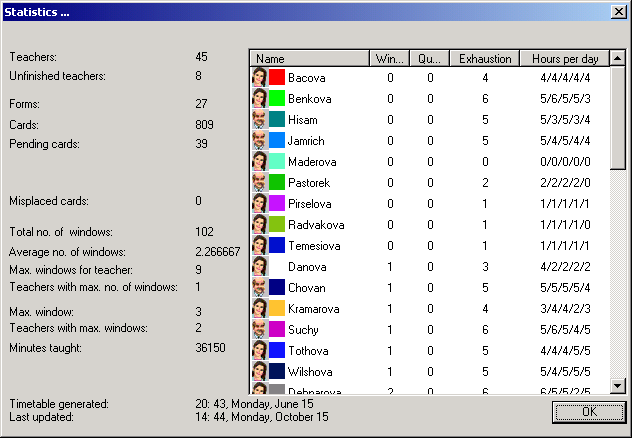 Statistics ...
Teachers: 45
Unfinished teachers: 8
Forms: 27
Cards: 809
Pending cards: 39
Misplaced cards: 0
Total no. of windows: 102
Average no. of windows: 2.266667
Max. windows for teacher: 9
Teachers with max. no. of windows: 1
Max. window: 3
Teachers with max. windows: 2
Minutes taught: 36150
Timetable generated: 20: 43, Monday, June 15
Last updated: 14: 44, Monday, October 15
Name Win... Qu... Exhaustion Hours per day
Bacova 0 0 4 4/4/4/4/4
Benkova 0 0 6 5/6/5/5/3
Hisam 0 0 5 5/3/5/3/4
Jamrich 0 0 5 5/4/5/4/4
Maderova 0 0 0 0/0/0/0/0
Pastorek 0 0 2 2/2/2/2/0
Pirselova 0 0 1 1/1/1/1/1
Radvakova 0 0 1 1/1/1/1/0
Temesiova 0 0 1 1/1/1/1/1
Danova 1 0 3 4/2/2/2/2
Chovan 1 0 5 5/5/5/5/4
Kramarova 1 0 4 3/4/4/2/3
Suchy 1 0 6 5/5/6/4/5
Tothova 1 0 5 4/4/4/5/5
Wilshova 1 0 5 5/4/5/5/5
Debnarova 2 0 6 6/5/5/2/5
OK